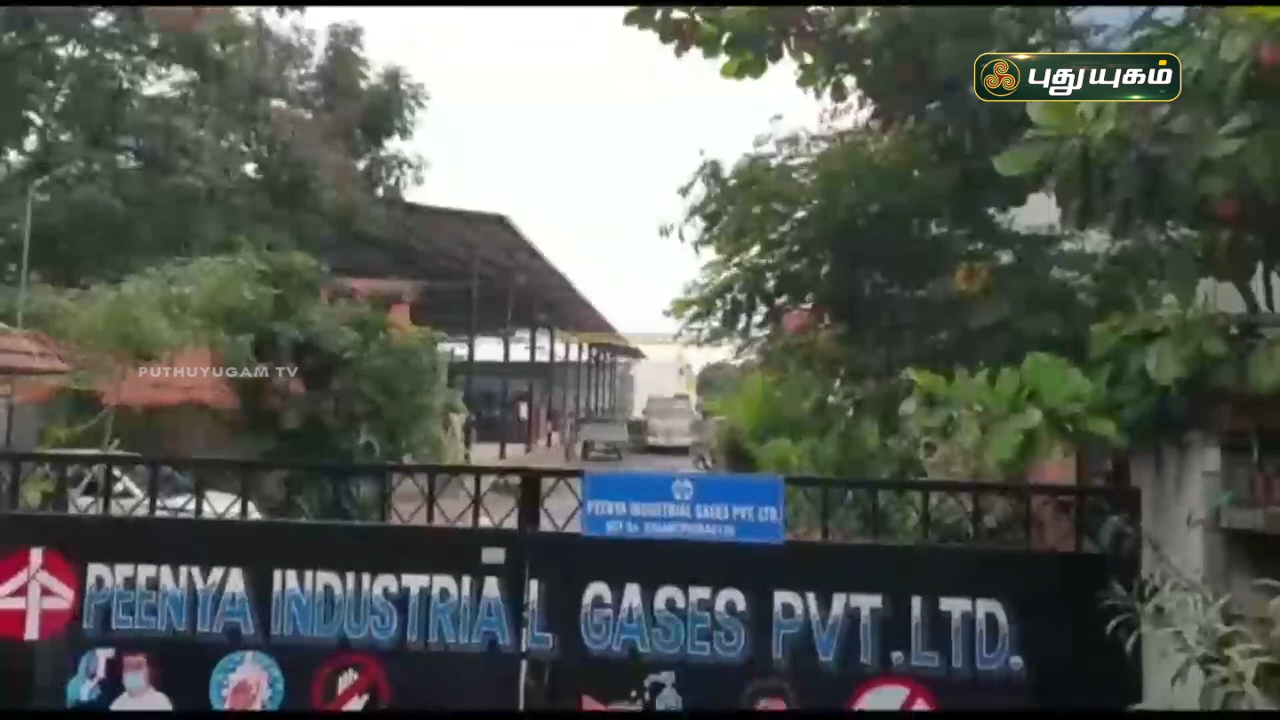 புதுயுகம்
PUTHUYUGAM TV
PEENYA INDUSTRIAL GASES PVT. LTD.
PEENYA INDUSTRIAL GASES PVT.LTD.